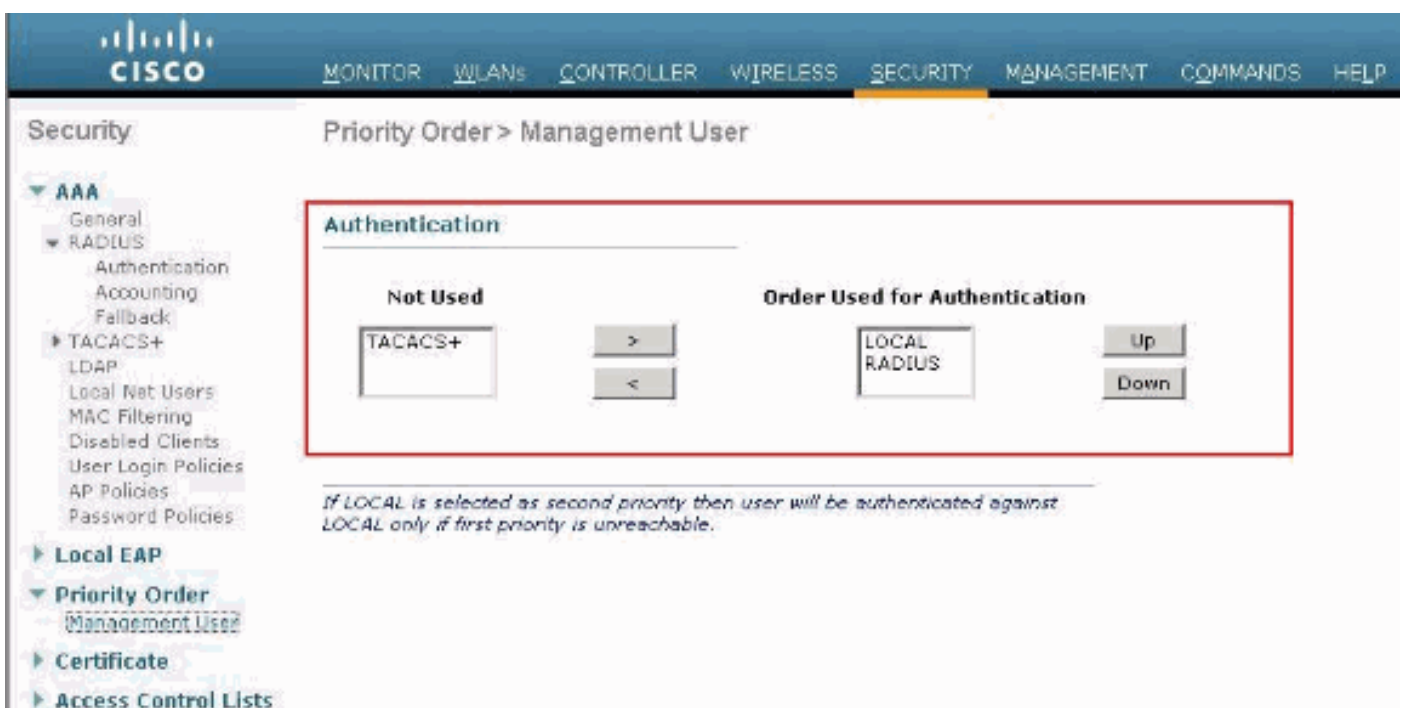 CISCO
MONITOR WLANs CONTROLLER WIRELESS SECURITY MANAGEMENT COMMANDS HELP
Security
AAA
General
RADIUS
Authentication
Accounting
Fallback
TACACS+
LDAP
Local Net Users
MAC Filtering
Disabled Clients
User Login Policies
AP Policies
Password Policies
Local EAP
Priority Order
Management User
Certificate
Access Control Lists
Priority Order > Management User
Authentication
Not Used
Order Used for Authentication
TACACS+
>
<
LOCAL
RADIUS
Up
Down
If LOCAL is selected as second priority then user will be authenticated against
LOCAL only if first priority is unreachable.